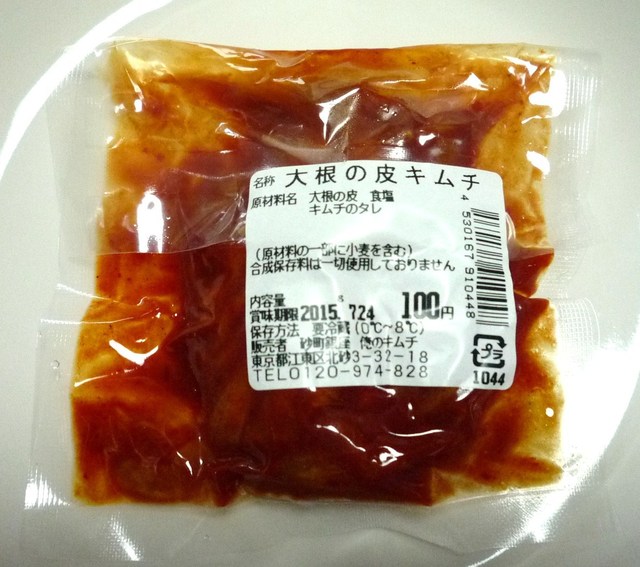 名称 大根の皮キムチ
原材料名 大根の皮 食塩
キムチのタレ
(原材料の一部に小麦を含む)
合成保存料は一切使用しておりません
内容量
賞味期限 2015. 7.24 100円
保存方法 要冷蔵(0℃~8℃)
販売者 砂町銀座 俺のキムチ
東京都江東区北砂3-32-18
TEL0120-974-828
4 530167 910448
プラ
1044